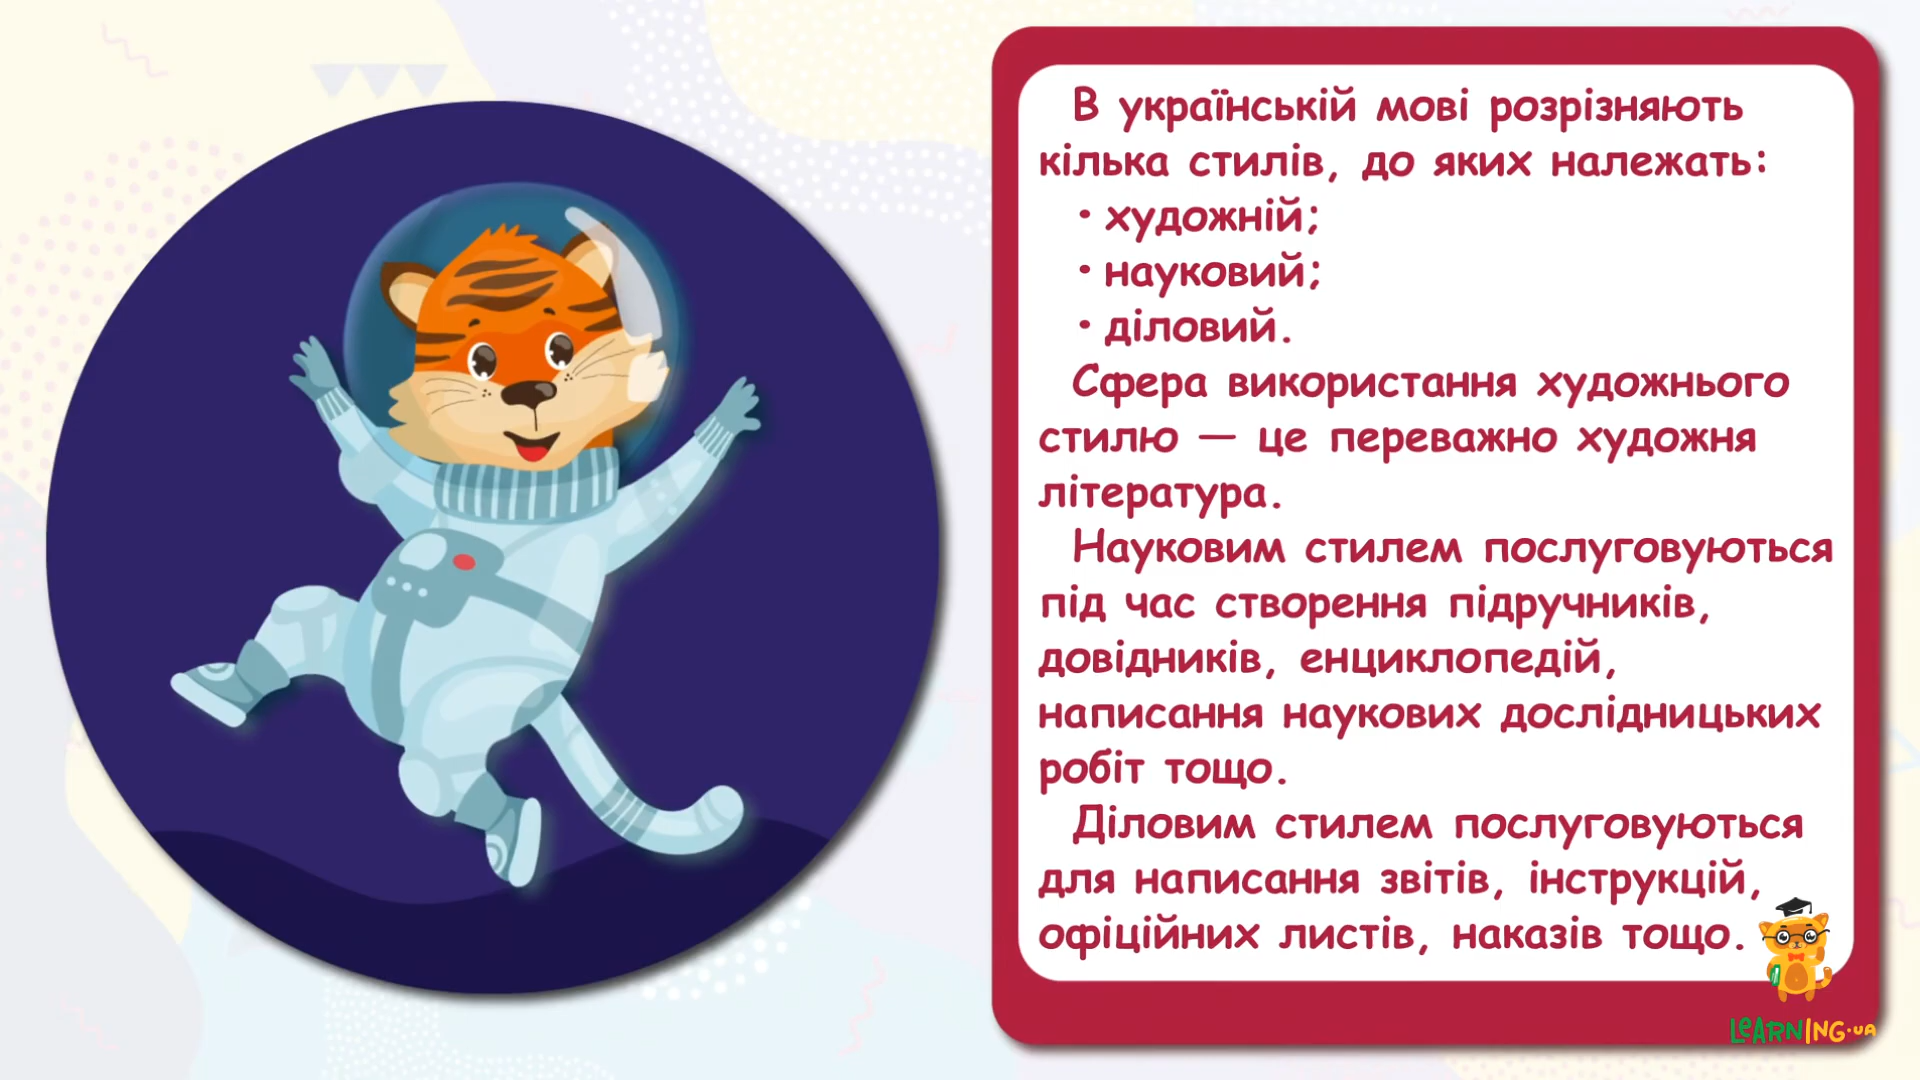 В українській мові розрізняють
кілька стилів, до яких належать:
• художній;
• науковий;
• діловий.
Сфера використання художнього
стилю — це переважно художня
література.
Науковим стилем послуговуються
під час створення підручників,
довідників, енциклопедій,
написання наукових дослідницьких
робіт тощо.
Діловим стилем послуговуються
для написання звітів, інструкцій,
офіційних листів, наказів тощо.
LEARNING.UA